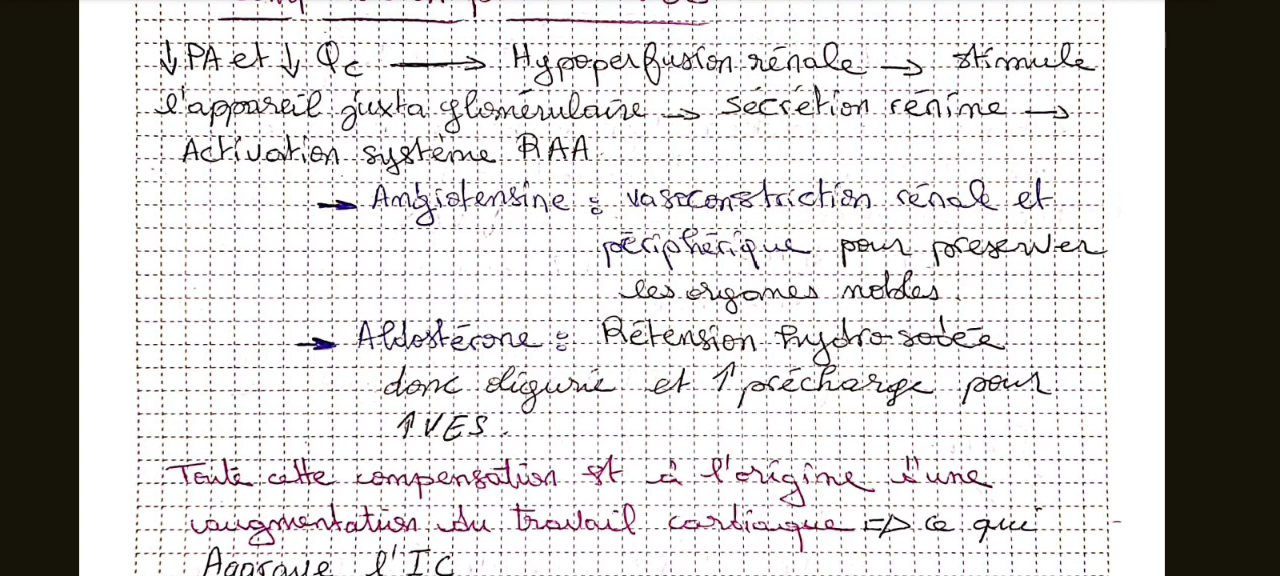 ↓PA et ↓ Qc → Hypoperfusion rénale → stimule
l'appareil juxta glomérulaire → sécrétion rénine →
Activation système RAA
→ Angiotensine : vasoconstriction rénale et
périphérique pour preserver
les organes nobles.
→ Aldostérone : Rétension hydro-sodée
donc oligurie et ↑ précharge pour
↑VES.
Toute cette compensation est à l'origine d'une
augmentation du travail cardiaque => ce qui
Aggrave l'IC